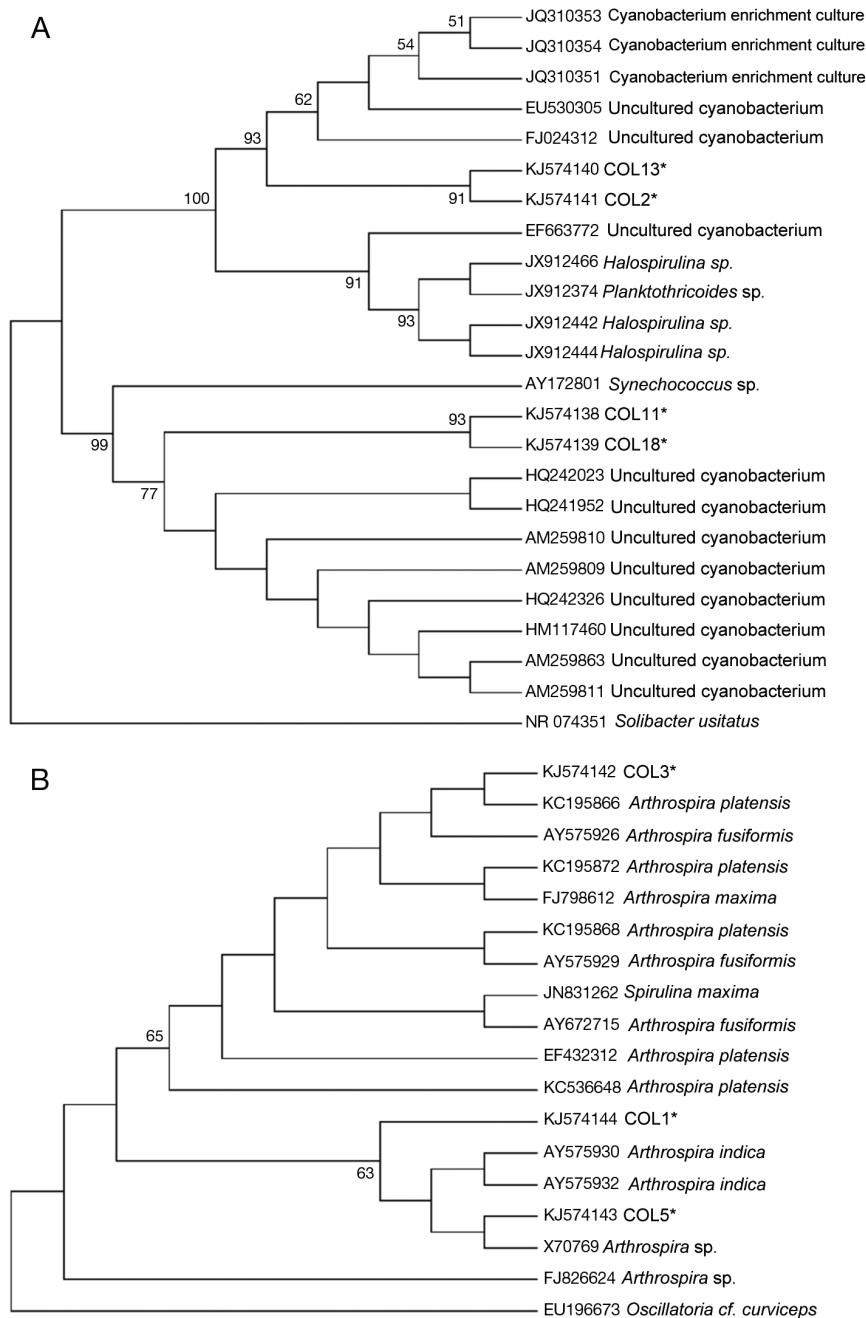 A
51
JQ310353 Cyanobacterium enrichment culture
54
JQ310354 Cyanobacterium enrichment culture
JQ310351 Cyanobacterium enrichment culture
62
EU530305 Uncultured cyanobacterium
93
FJ024312 Uncultured cyanobacterium
KJ574140 COL13*
100
91
KJ574141 COL2*
EF663772 Uncultured cyanobacterium
JX912466 Halospirulina sp.
91
JX912374 Planktothricoides sp.
93
JX912442 Halospirulina sp.
JX912444 Halospirulina sp.
AY172801 Synechococcus sp.
93
KJ574138 COL11*
99
KJ574139 COL18*
HQ242023 Uncultured cyanobacterium
77
HQ241952 Uncultured cyanobacterium
AM259810 Uncultured cyanobacterium
AM259809 Uncultured cyanobacterium
HQ242326 Uncultured cyanobacterium
HM117460 Uncultured cyanobacterium
AM259863 Uncultured cyanobacterium
AM259811 Uncultured cyanobacterium
NR 074351 Solibacter usitatus
B
KJ574142 COL3*
KC195866 Arthrospira platensis
AY575926 Arthrospira fusiformis
KC195872 Arthrospira platensis
FJ798612 Arthrospira maxima
KC195868 Arthrospira platensis
AY575929 Arthrospira fusiformis
JN831262 Spirulina maxima
AY672715 Arthrospira fusiformis
65
EF432312 Arthrospira platensis
KC536648 Arthrospira platensis
KJ574144 COL1*
AY575930 Arthrospira indica
63
AY575932 Arthrospira indica
KJ574143 COL5*
X70769 Arthrospira sp.
FJ826624 Arthrospira sp.
EU196673 Oscillatoria cf. curviceps